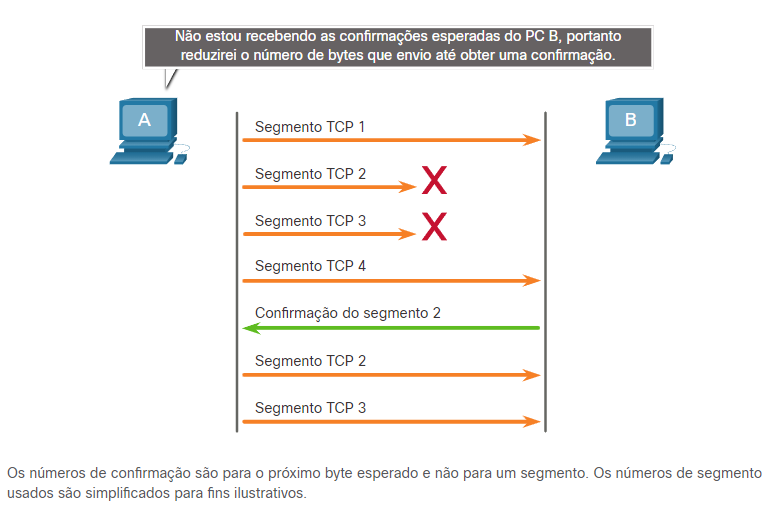 Não estou recebendo as confirmações esperadas do PC B, portanto
reduzirei o número de bytes que envio até obter uma confirmação.
A
B
Segmento TCP 1
Segmento TCP 2
X
Segmento TCP 3
X
Segmento TCP 4
Confirmação do segmento 2
Segmento TCP 2
Segmento TCP 3
Os números de confirmação são para o próximo byte esperado e não para um segmento. Os números de segmento
usados são simplificados para fins ilustrativos.